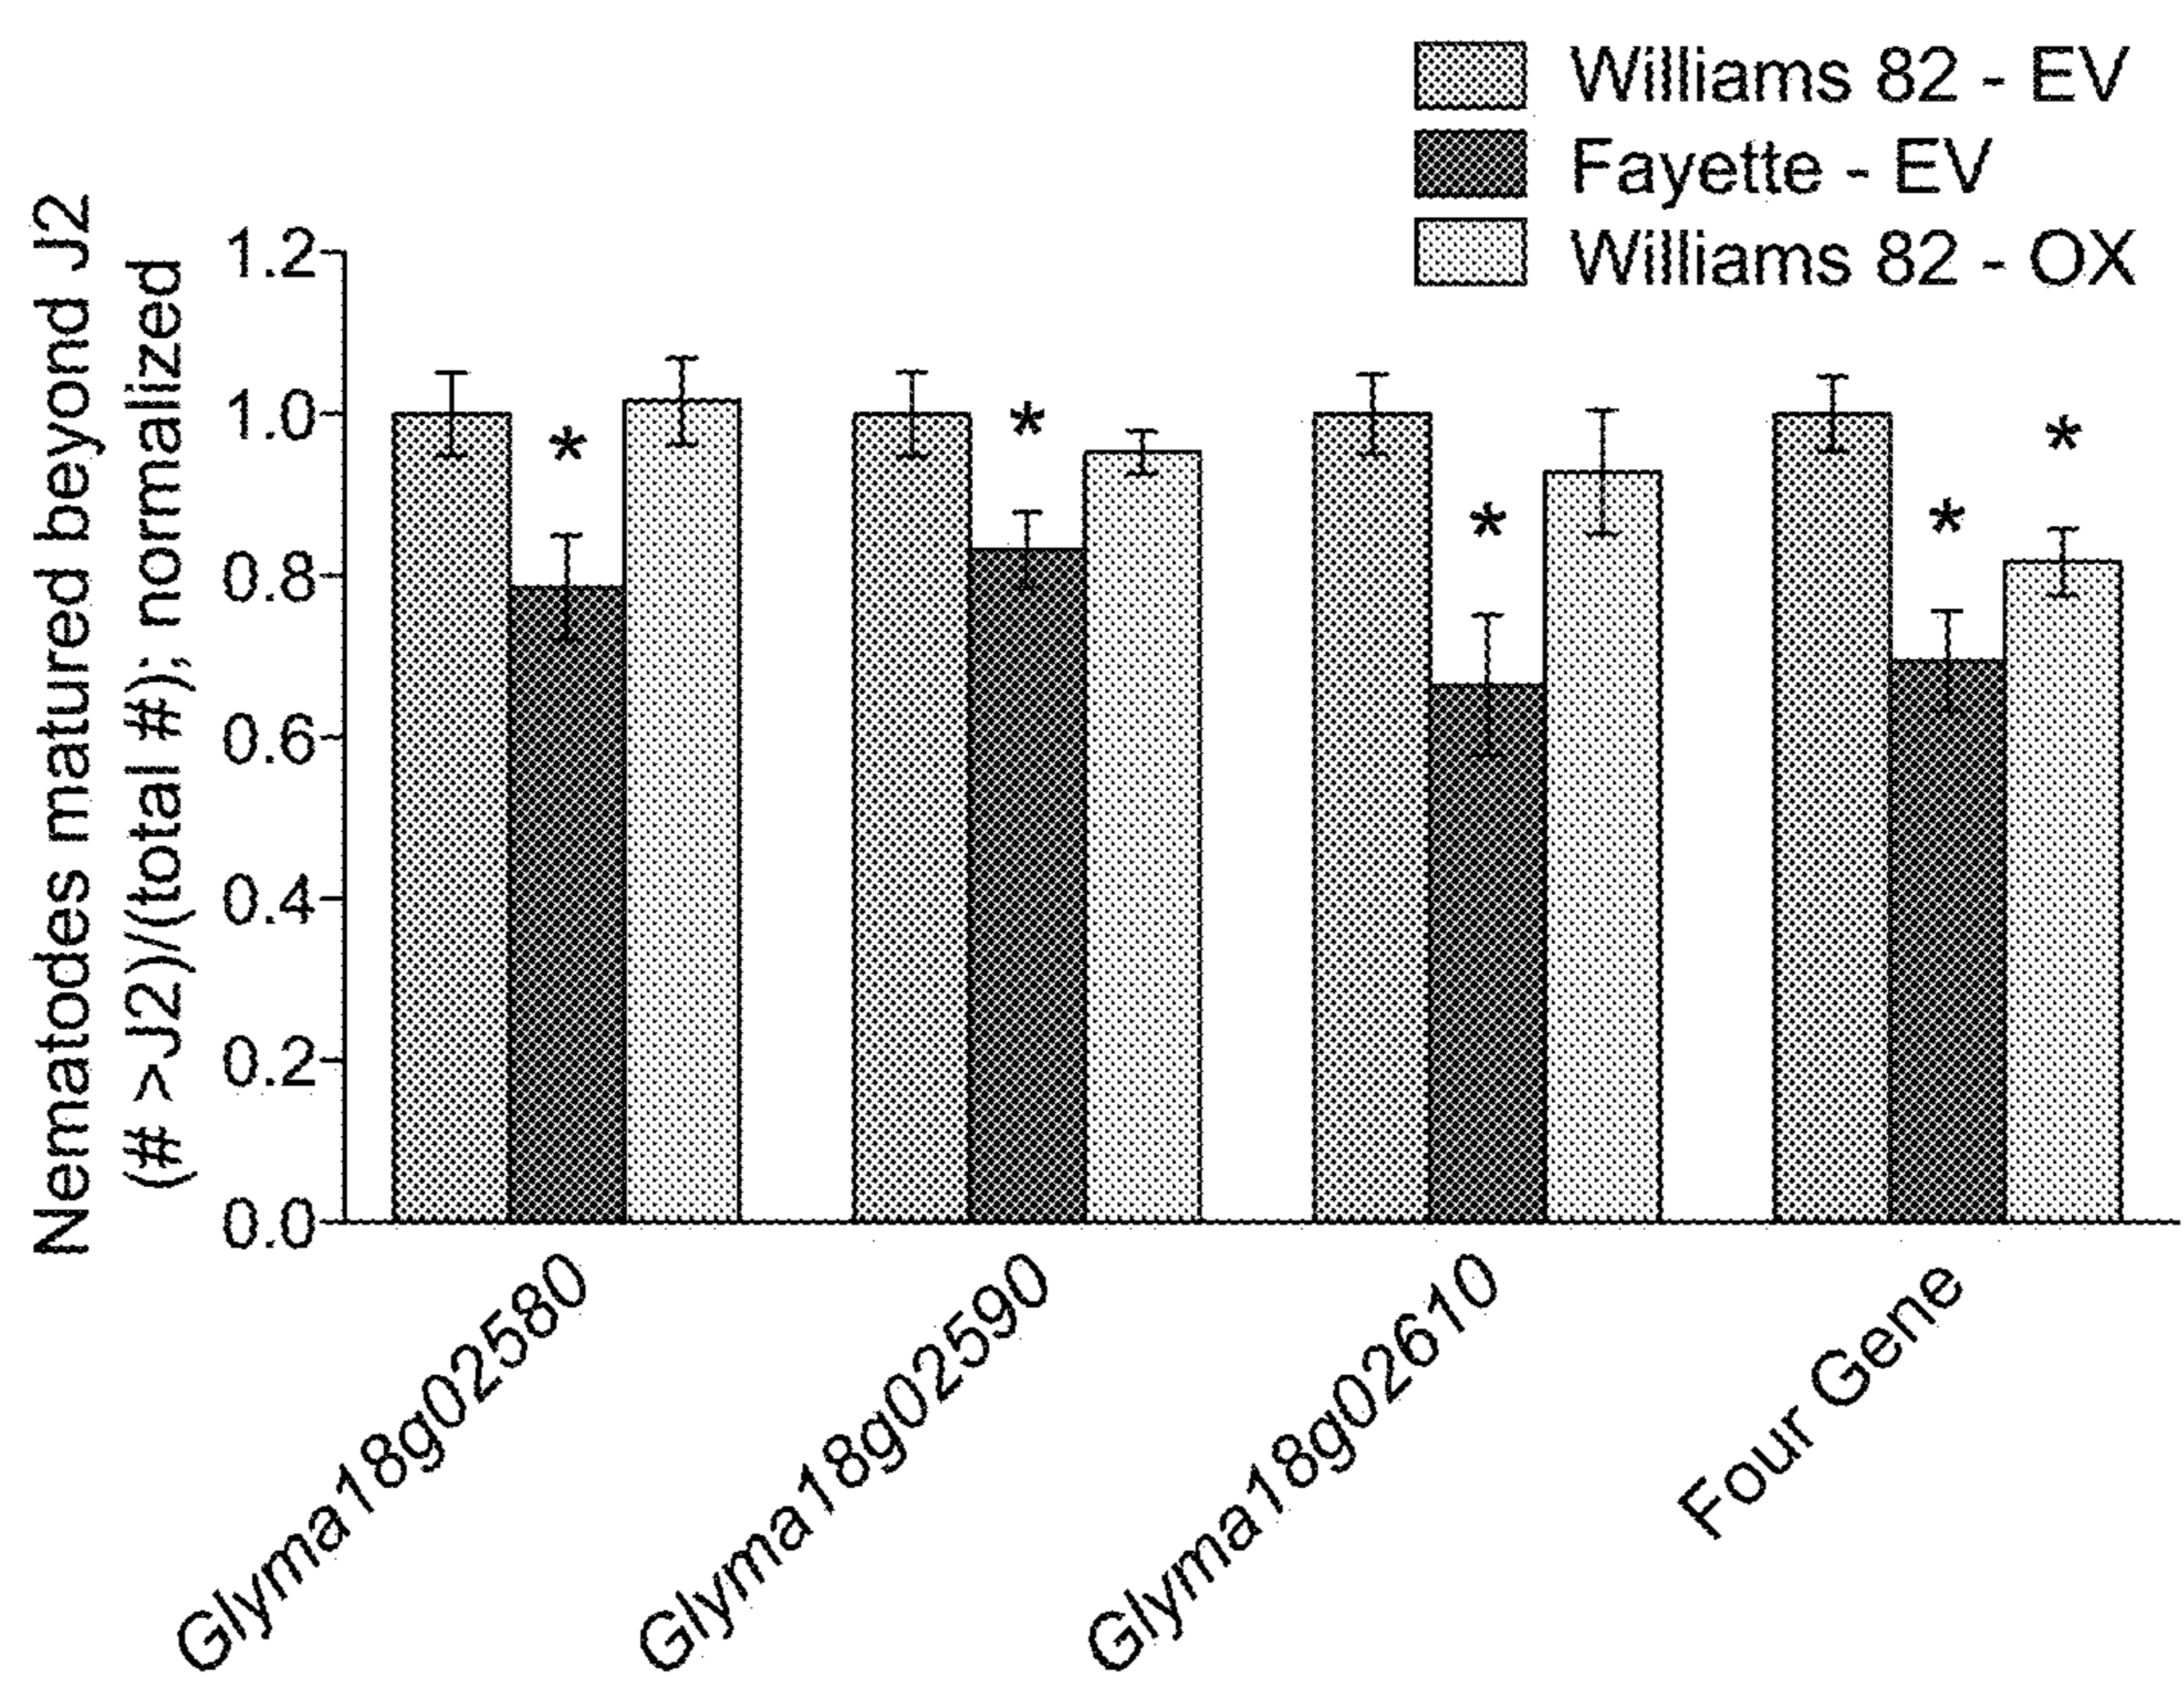 Williams 82 - EV
Fayette - EV
Williams 82 - OX
Nematodes matured beyond J2
(# >J2)/(total #); normalized
1.2
1.0
0.8
0.6
0.4
0.2
0.0
*
*
*
*
*
Glyma18g02580
Glyma18g02590
Glyma18g02610
Four Gene